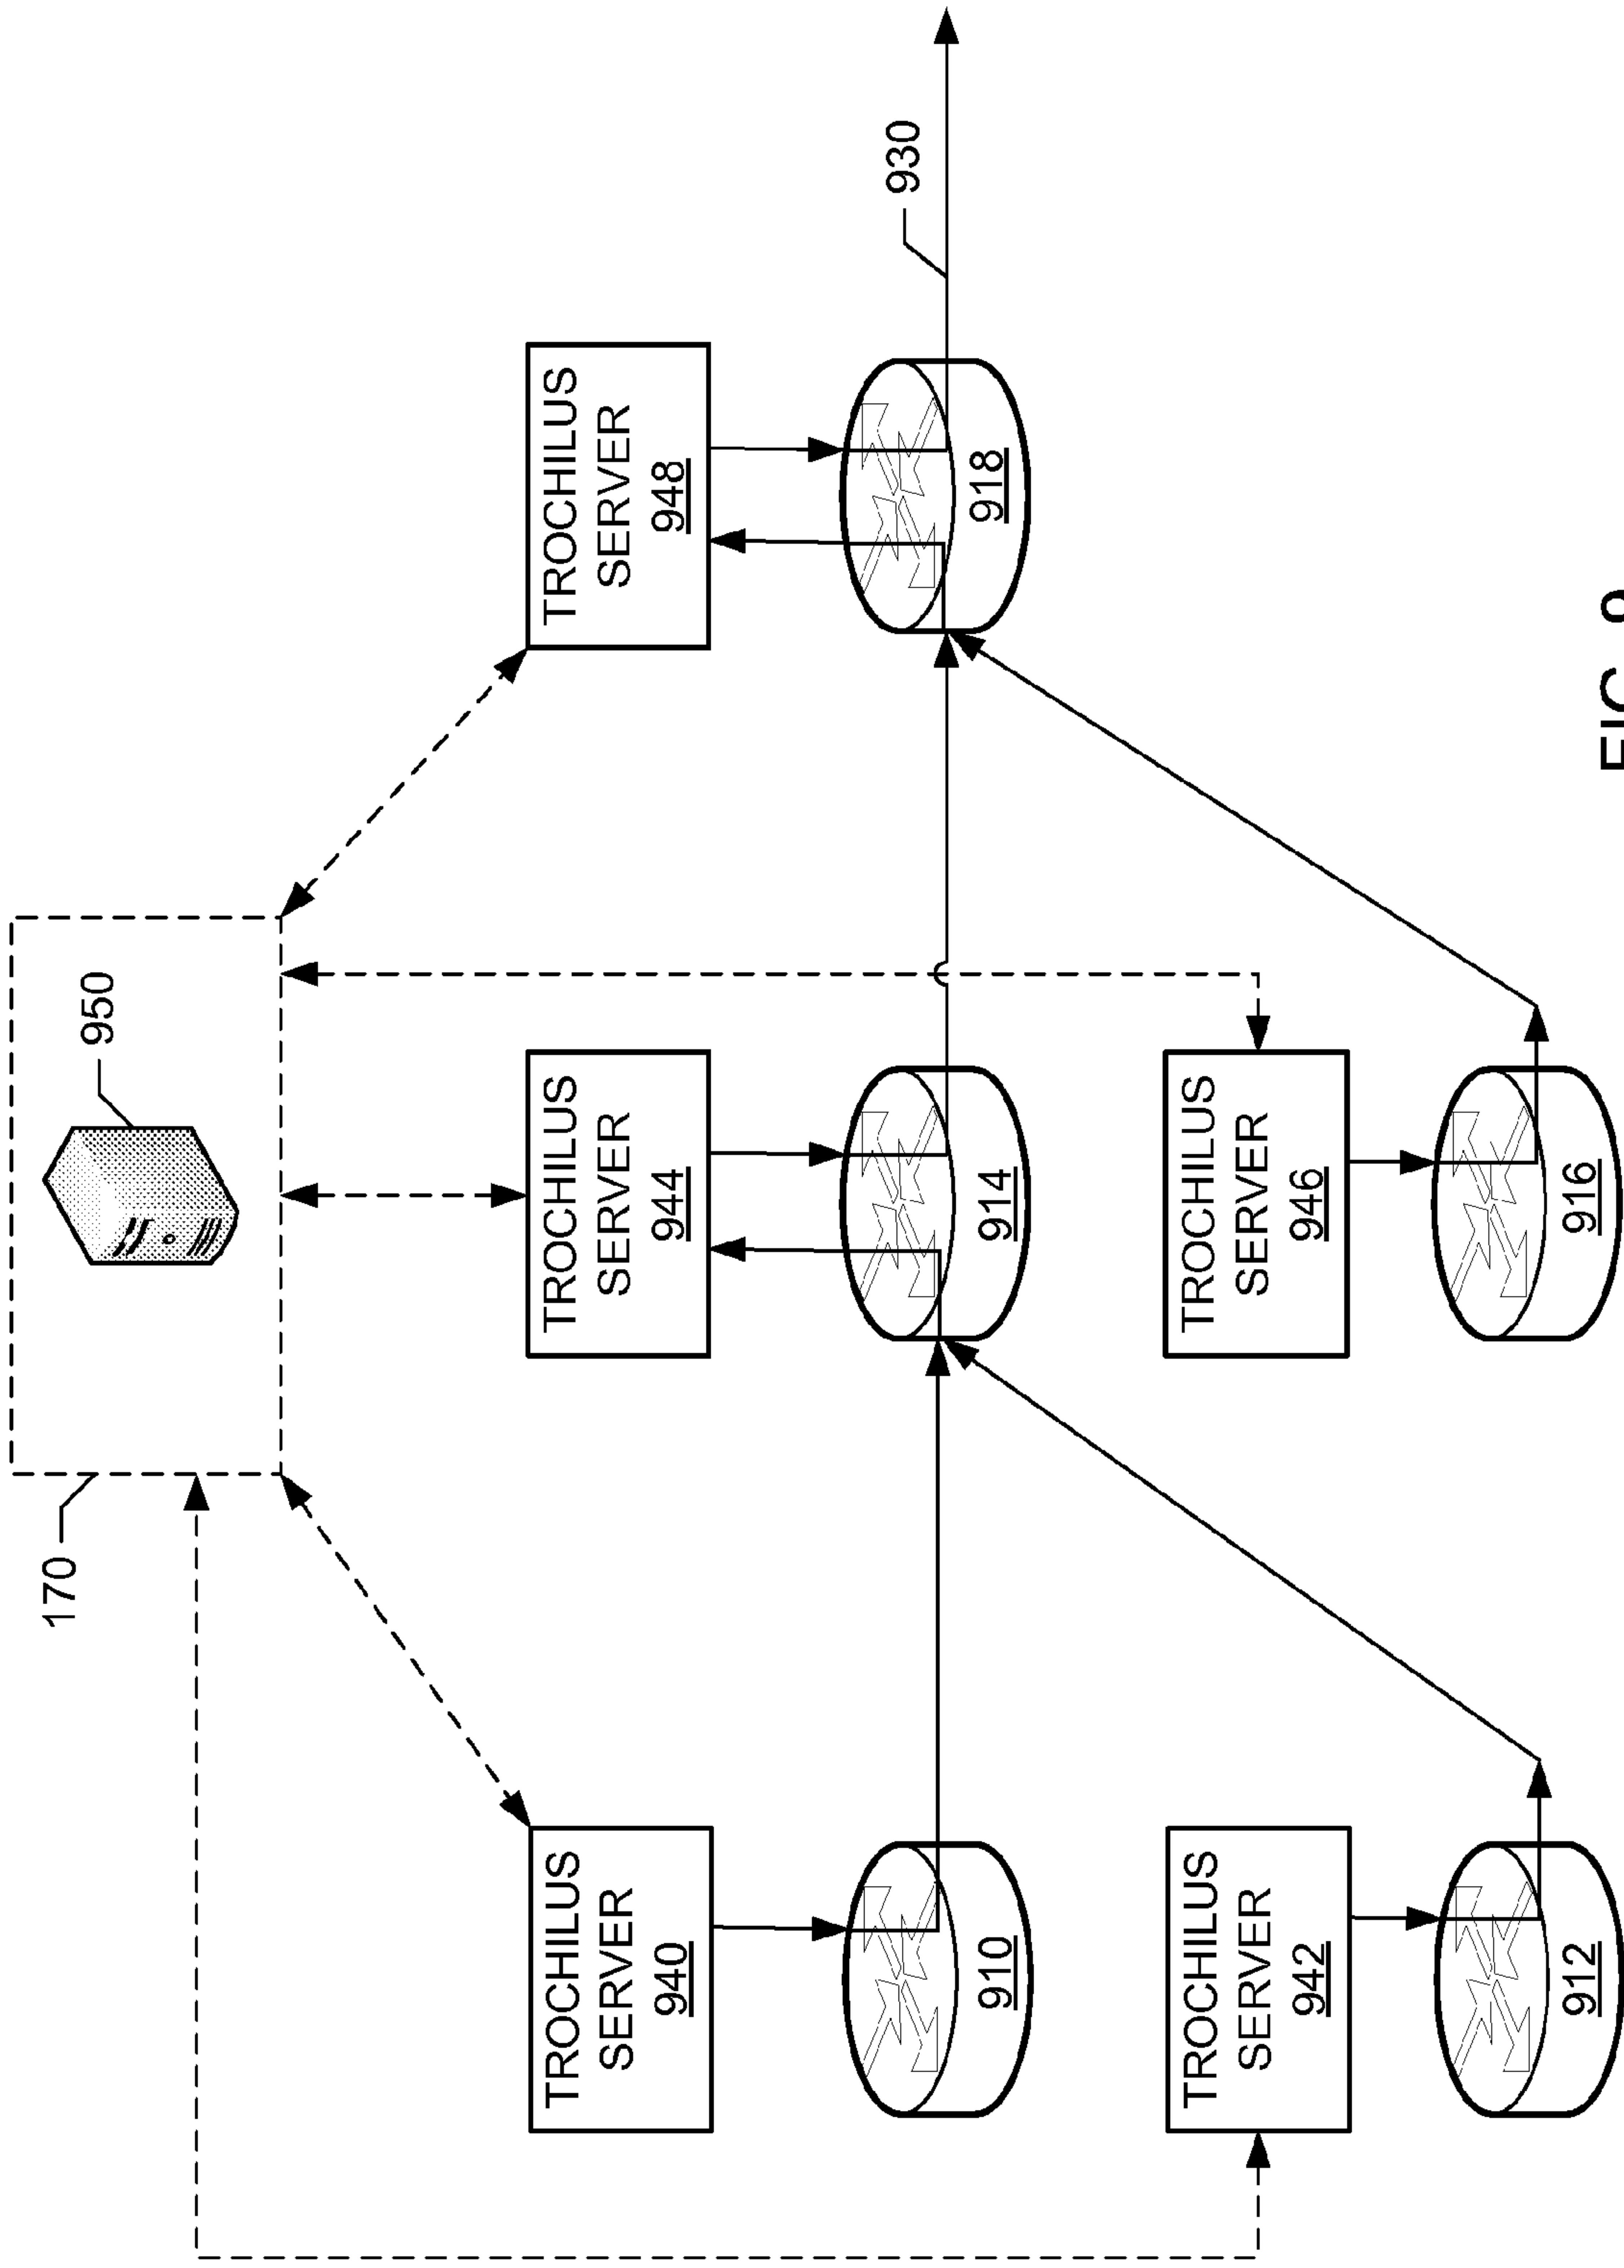 170
950
TROCHILUS
SERVER
940
TROCHILUS
SERVER
944
TROCHILUS
SERVER
948
930
910
914
918
TROCHILUS
SERVER
942
TROCHILUS
SERVER
946
912
916
FIG.